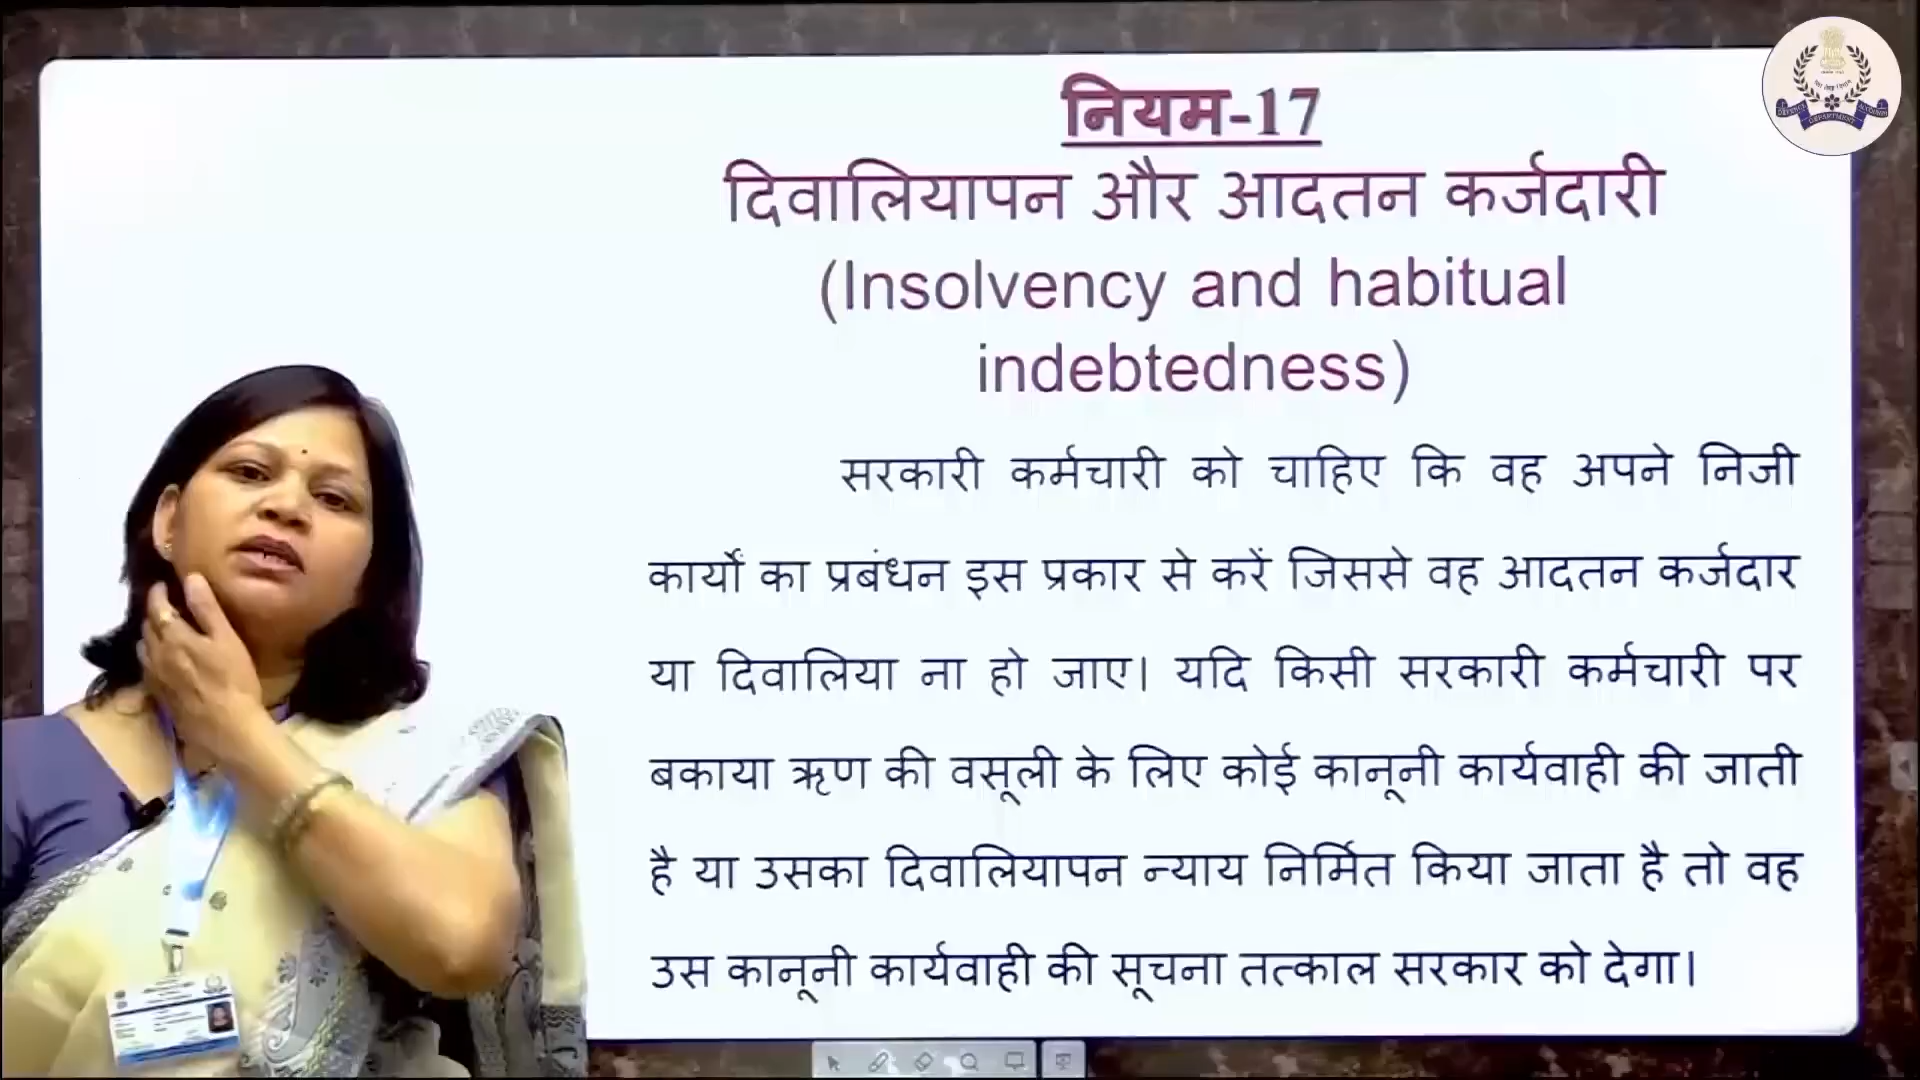 नियम-17
दिवालियापन और आदतन कर्जदारी
(Insolvency and habitual
indebtedness)
सरकारी कर्मचारी को चाहिए कि वह अपने निजी
कार्यों का प्रबंधन इस प्रकार से करें जिससे वह आदतन कर्जदार
या दिवालिया ना हो जाए। यदि किसी सरकारी कर्मचारी पर
बकाया ऋण की वसूली के लिए कोई कानूनी कार्यवाही की जाती
है या उसका दिवालियापन न्याय निर्मित किया जाता है तो वह
उस कानूनी कार्यवाही की सूचना तत्काल सरकार को देगा।
DEPARTMENT